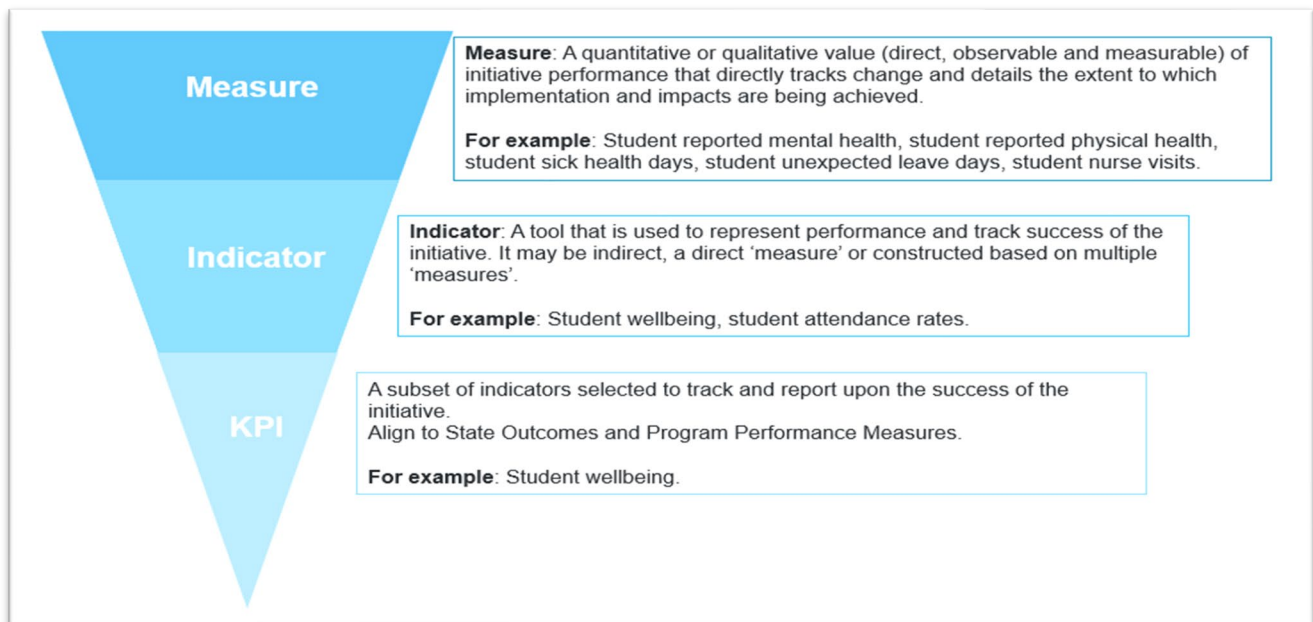 Measure
Measure: A quantitative or qualitative value (direct, observable and measurable) of
initiative performance that directly tracks change and details the extent to which
implementation and impacts are being achieved.
For example: Student reported mental health, student reported physical health,
student sick health days, student unexpected leave days, student nurse visits.
Indicator
Indicator: A tool that is used to represent performance and track success of the
initiative. It may be indirect, a direct ‘measure’ or constructed based on multiple
‘measures’.
For example: Student wellbeing, student attendance rates.
KPI
A subset of indicators selected to track and report upon the success of the
initiative.
Align to State Outcomes and Program Performance Measures.
For example: Student wellbeing.